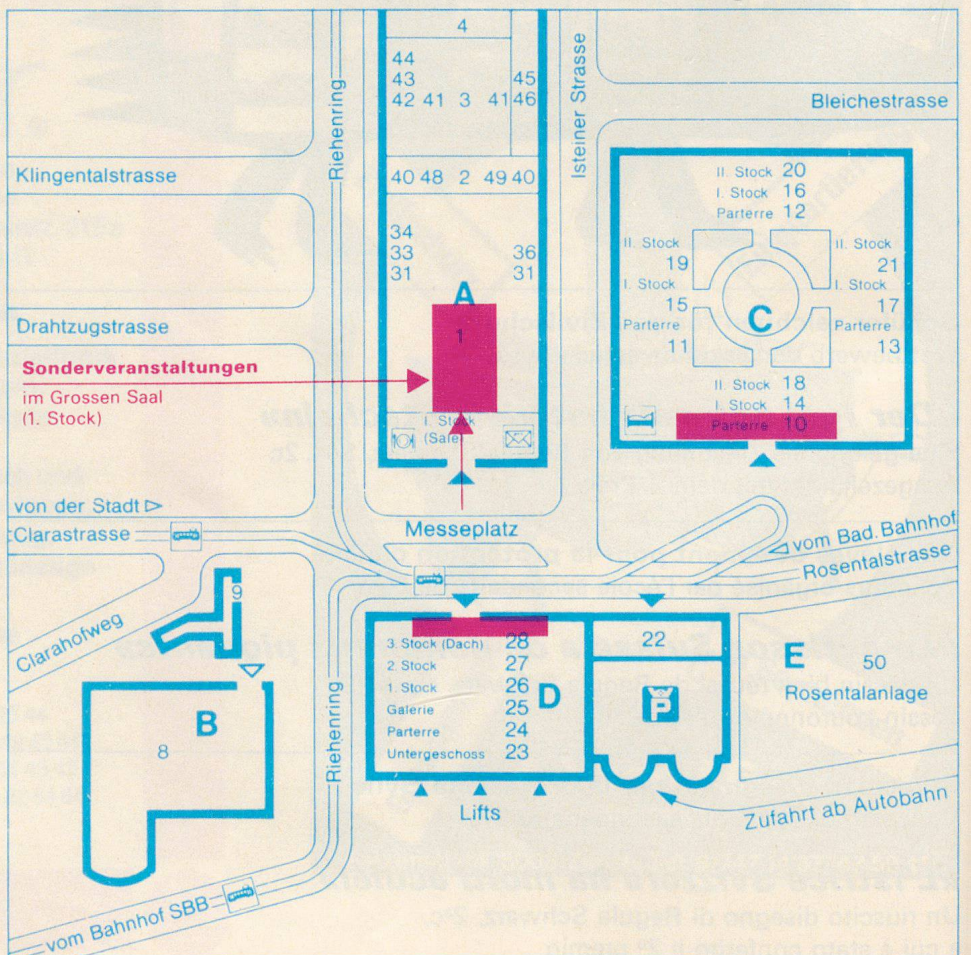 4
44
43 45
42 41 3 41 46
Riehenring
Isteiner Strasse
Bleichestrasse
Klingentalstrasse
40 48 2 49 40
34
33 36
31 31
II. Stock 20
I. Stock 16
Parterre 12
II. Stock
19
I. Stock
15
Parterre
11
II. Stock
21
I. Stock
17
Parterre
13
C
II. Stock 18
I. Stock 14
Parterre 10
A
1
Drahtzugstrasse
Sonderveranstaltungen
im Grossen Saal
(1. Stock)
I. Stock
(Säle)
von der Stadt
Clarastrasse
Messeplatz
vom Bad. Bahnhof
Rosentalstrasse
Clarahofweg
9
B
8
Riehenring
3. Stock (Dach) 28
2. Stock 27
1. Stock 26
Galerie 25
Parterre 24
Untergeschoss 23
D
22
P
E
50
Rosentalanlage
Lifts
Zufahrt ab Autobahn
vom Bahnhof SBB